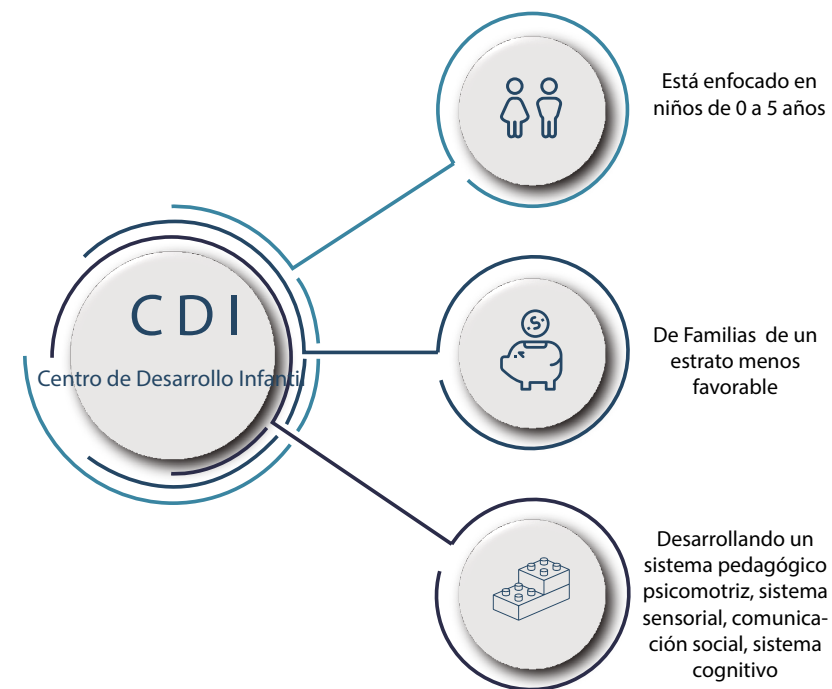 Está enfocado en
niños de 0 a 5 años
CDI
Centro de Desarrollo Infantil
De Familias de un
estrato menos
favorable
Desarrollando un
sistema pedagógico
psicomotriz, sistema
sensorial, comunica-
ción social, sistema
cognitivo